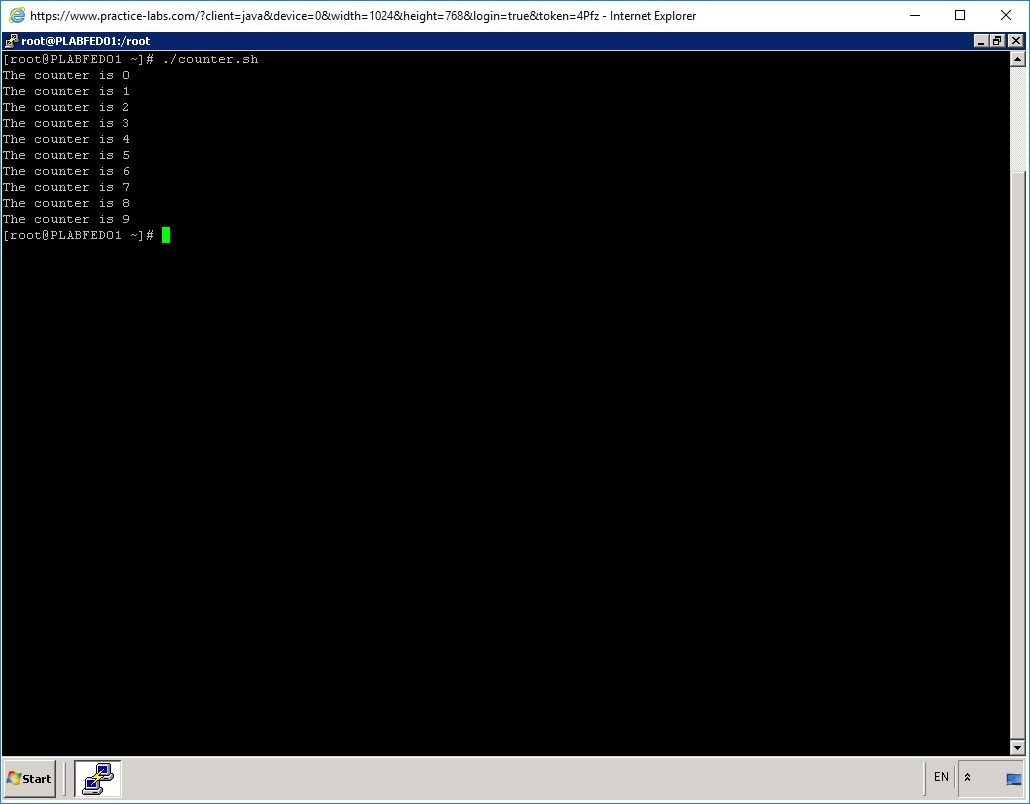 https://www.practice-labs.com/?client=java&device=0&width=1024&height=768&login=true&token=4Pfz - Internet Explorer
root@PLABFED01:/root
[root@PLABFED01 ~]# ./counter.sh
The counter is 0
The counter is 1
The counter is 2
The counter is 3
The counter is 4
The counter is 5
The counter is 6
The counter is 7
The counter is 8
The counter is 9
[root@PLABFED01 ~]#
Start
EN